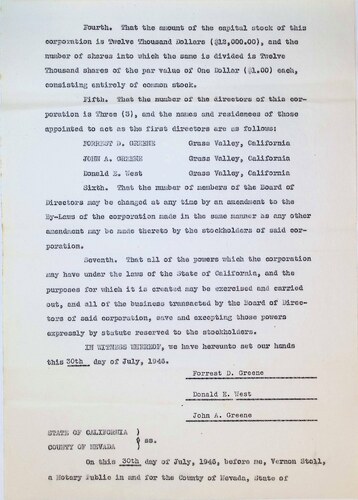 Fourth. That the amount of the capital stock of this
corporation is Twelve Thousand Dollars ($12,000.00), and the
number of shares into which the same is divided is Twelve
Thousand shares of the par value of One Dollar ($1.00) each,
consisting entirely of common stock.
Fifth. That the number of the directors of this cor-
poration is Three (3), and the names and residences of those
appointed to act as the first directors are as follows:
FORREST D. GREENE Grass Valley, California
JOHN A. GREENE Grass Valley, California
Donald E. West Grass Valley, California
Sixth. That the number of members of the Board of
Directors may be changed at any time by an amendment to the
By-Laws of the corporation made in the same manner as any other
amendment may be made thereto by the stockholders of said cor-
poration.
Seventh. That all of the powers which the corporation
may have under the laws of the State of California, and the
purposes for which it is created may be exercised and carried
out, and all of the business transacted by the Board of Direc-
tors of said corporation, save and excepting those powers
expressly by statute reserved to the stockholders.
IN WITNESS WHEREOF, we have hereunto set our hands
this 30th day of July, 1945.
Forrest D. Greene
Donald E. West
John A. Greene
STATE OF CALIFORNIA )
) ss.
COUNTY OF NEVADA )
On this 30th day of July, 1945, before me, Vernon Stoll,
a Notary Public in and for the County of Nevada, State of